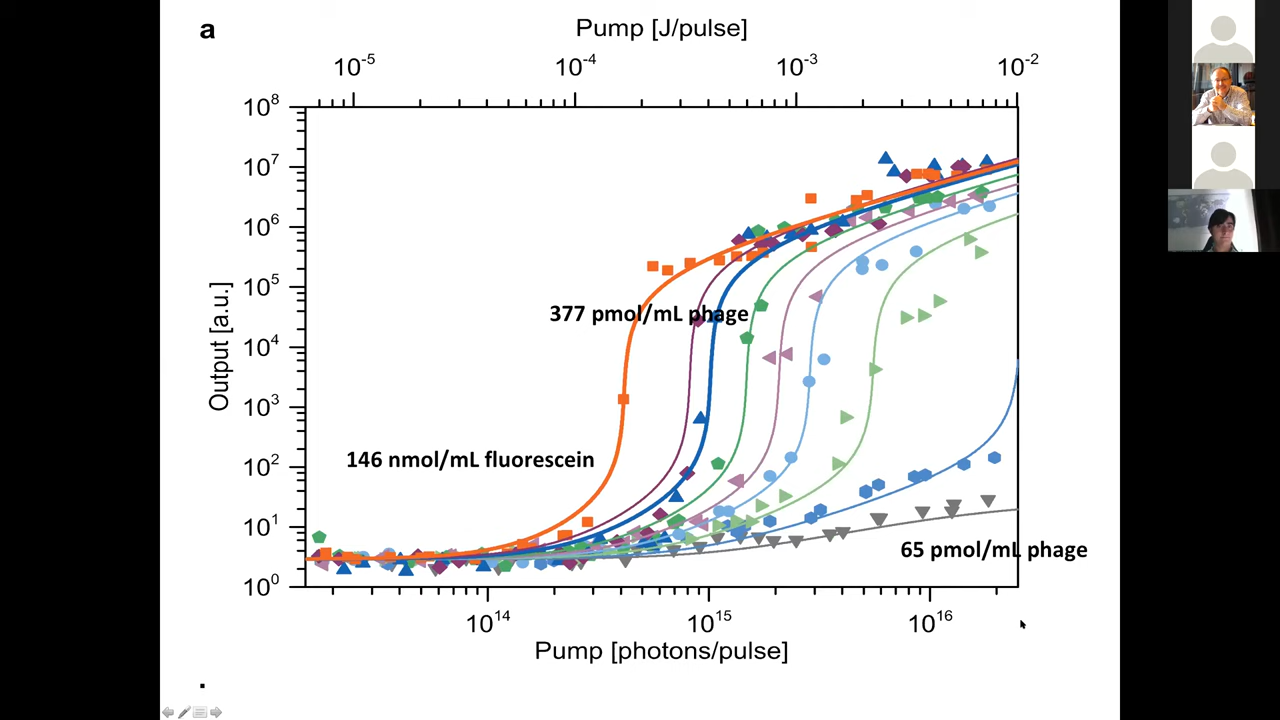 a
Pump [J/pulse]
10-5 10-4 10-3 10-2
108
107
106
105
104
103
102
101
100
Output [a.u.]
377 pmol/mL phage
146 nmol/mL fluorescein
65 pmol/mL phage
1014 1015 1016
Pump [photons/pulse]
.